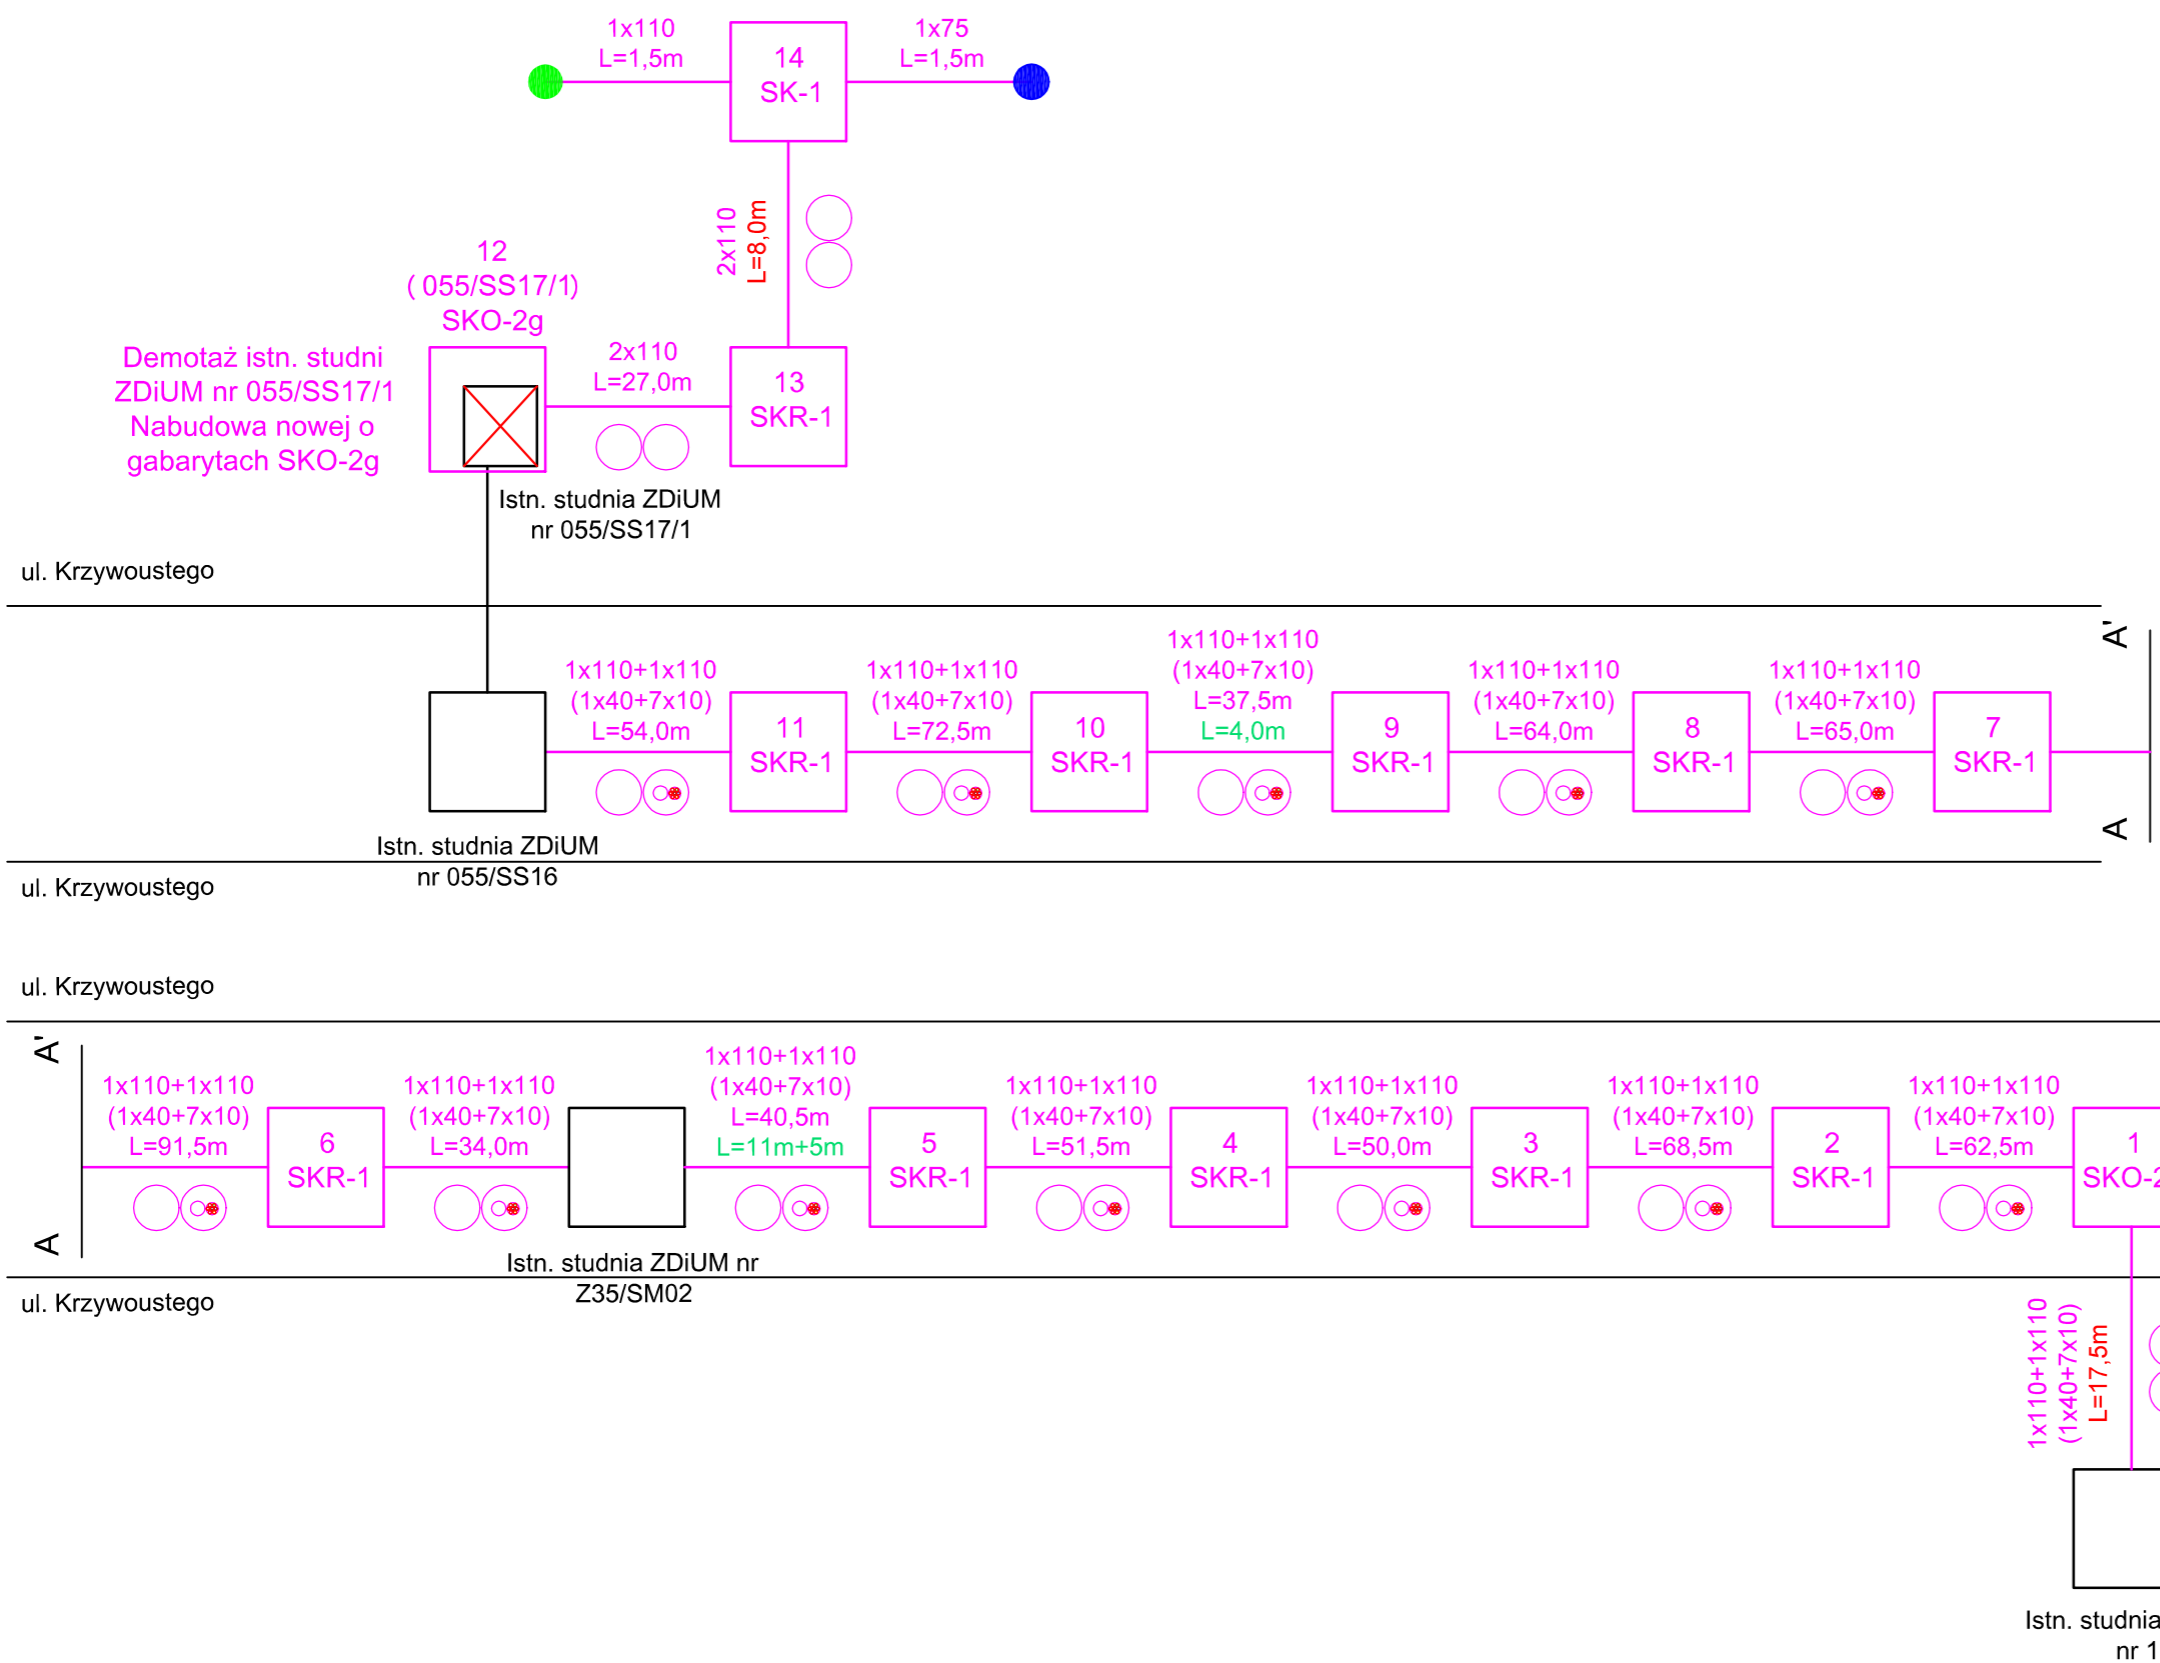 1x110
L=1,5m
14
SK-1
1x75
L=1,5m
2x110
L=8,0m
12
( 055/SS17/1)
SKO-2g
Demotaż istn. studni
ZDiUM nr 055/SS17/1
Nabudowa nowej o
gabarytach SKO-2g
2x110
L=27,0m
13
SKR-1
Istn. studnia ZDiUM
nr 055/SS17/1
ul. Krzywoustego
1x110+1x110
(1x40+7x10)
L=54,0m
11
SKR-1
1x110+1x110
(1x40+7x10)
L=72,5m
10
SKR-1
1x110+1x110
(1x40+7x10)
L=37,5m
L=4,0m
9
SKR-1
1x110+1x110
(1x40+7x10)
L=64,0m
8
SKR-1
1x110+1x110
(1x40+7x10)
L=65,0m
7
SKR-1
A'
A
Istn. studnia ZDiUM
nr 055/SS16
ul. Krzywoustego
ul. Krzywoustego
A'
A
1x110+1x110
(1x40+7x10)
L=91,5m
6
SKR-1
1x110+1x110
(1x40+7x10)
L=34,0m
1x110+1x110
(1x40+7x10)
L=40,5m
L=11m+5m
5
SKR-1
1x110+1x110
(1x40+7x10)
L=51,5m
4
SKR-1
1x110+1x110
(1x40+7x10)
L=50,0m
3
SKR-1
1x110+1x110
(1x40+7x10)
L=68,5m
2
SKR-1
1x110+1x110
(1x40+7x10)
L=62,5m
1
SKO-2
Istn. studnia ZDiUM nr
Z35/SM02
ul. Krzywoustego
1x110+1x110
(1x40+7x10)
L=17,5m
Istn. studnia
nr 1